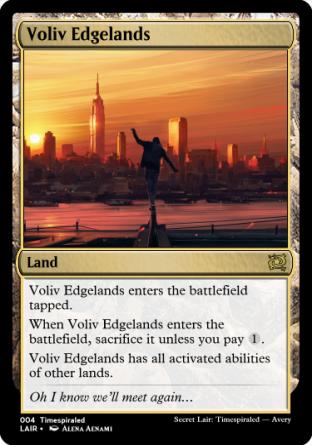 Voliv Edgelands
Land
Voliv Edgelands enters the battlefield
tapped.
When Voliv Edgelands enters the
battlefield, sacrifice it unless you pay 1.
Voliv Edgelands has all activated abilities
of other lands.
Oh I know we'll meet again...
004 Timespiraled
Secret Lair: Timespiraled — Avery
LAIR • Alena Aenami